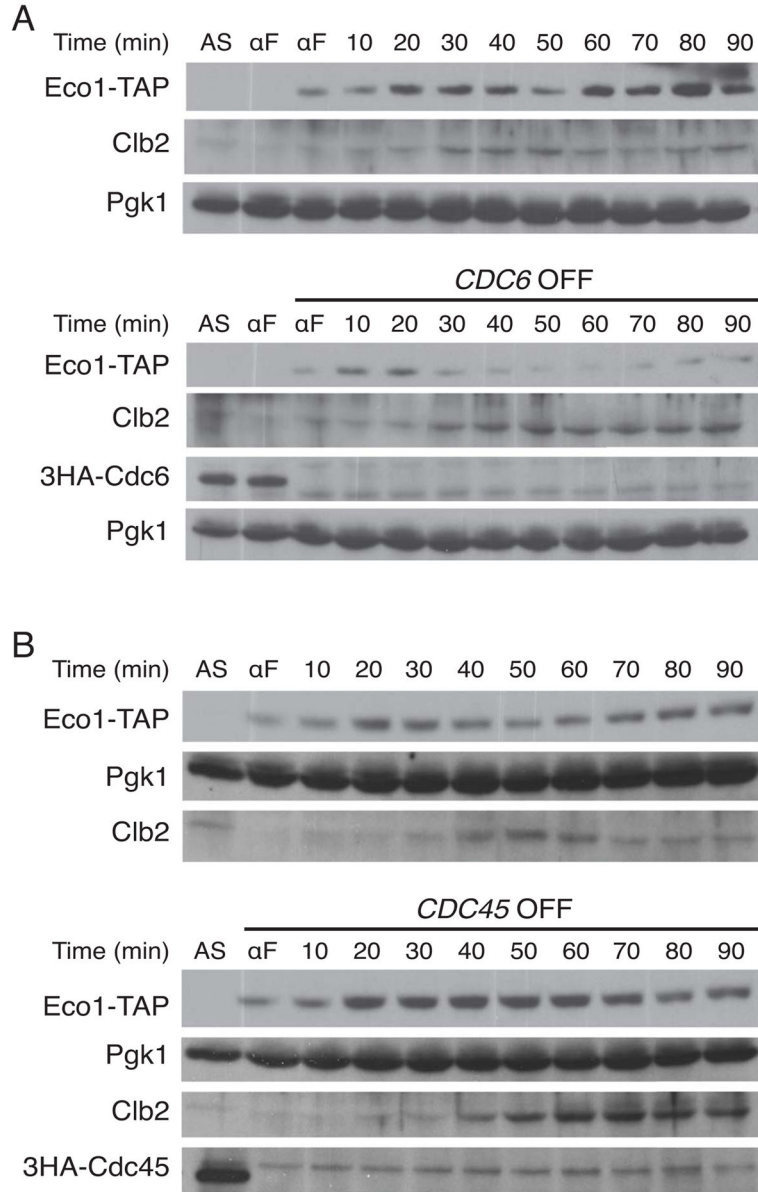 A
Time (min) AS αF αF 10 20 30 40 50 60 70 80 90
Eco1-TAP
Clb2
Pgk1
CDC6 OFF
Time (min) AS αF αF 10 20 30 40 50 60 70 80 90
Eco1-TAP
Clb2
3HA-Cdc6
Pgk1
B
Time (min) AS αF 10 20 30 40 50 60 70 80 90
Eco1-TAP
Pgk1
Clb2
CDC45 OFF
Time (min) AS αF 10 20 30 40 50 60 70 80 90
Eco1-TAP
Pgk1
Clb2
3HA-Cdc45